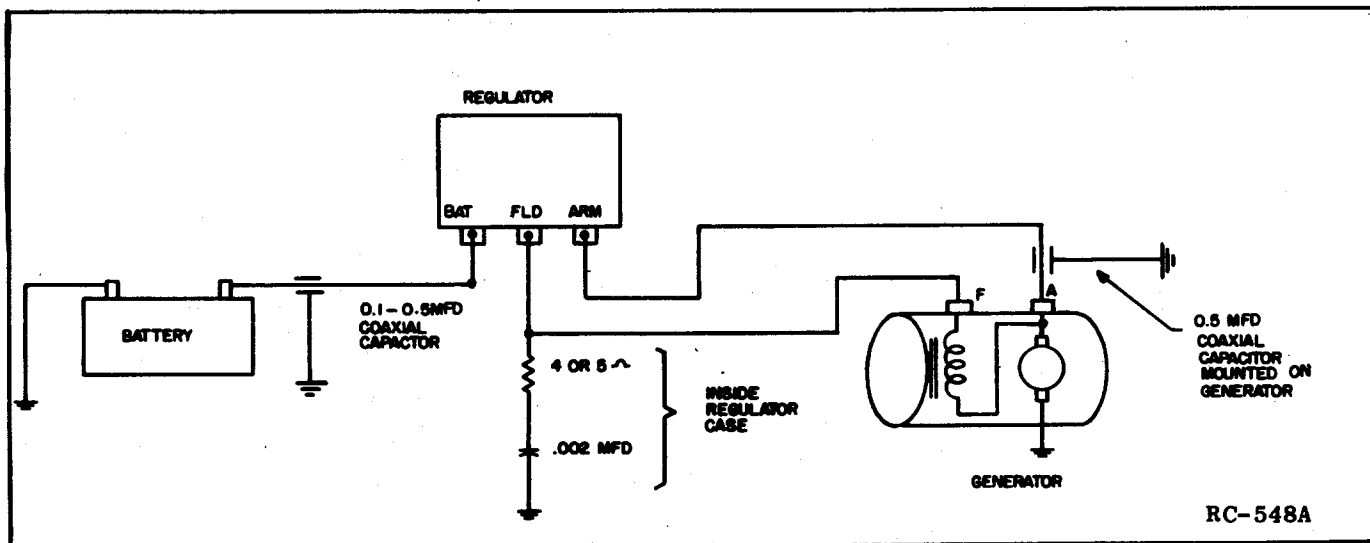 REGULATOR
BAT FLD ARM
BATTERY
0.1-0.5MFD
COAXIAL
CAPACTOR
4 OR 5 ~
.002 MFD
INSIDE
REGULATOR
CASE
F
A
0.5 MFD
COAXIAL
CAPACITOR
MOUNTED ON
GENERATOR
GENERATOR
RC-548A